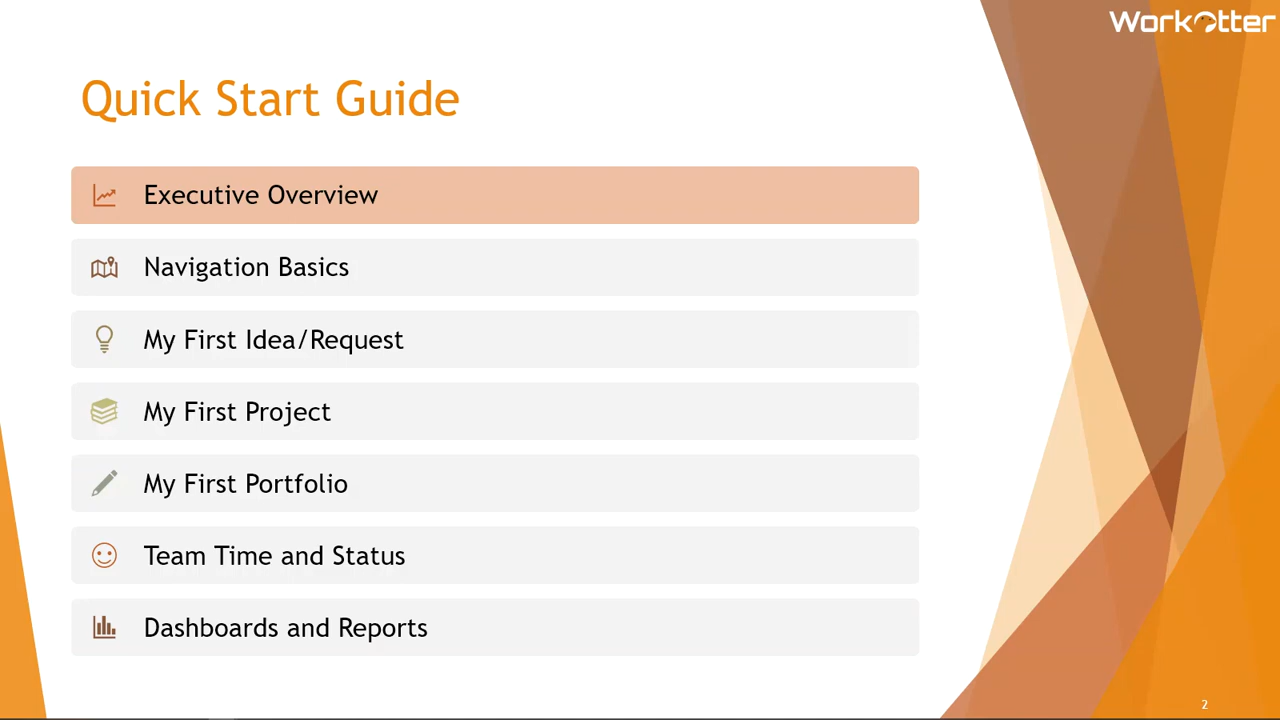 WorkOtter
Quick Start Guide
Executive Overview
Navigation Basics
My First Idea/Request
My First Project
My First Portfolio
Team Time and Status
Dashboards and Reports
2